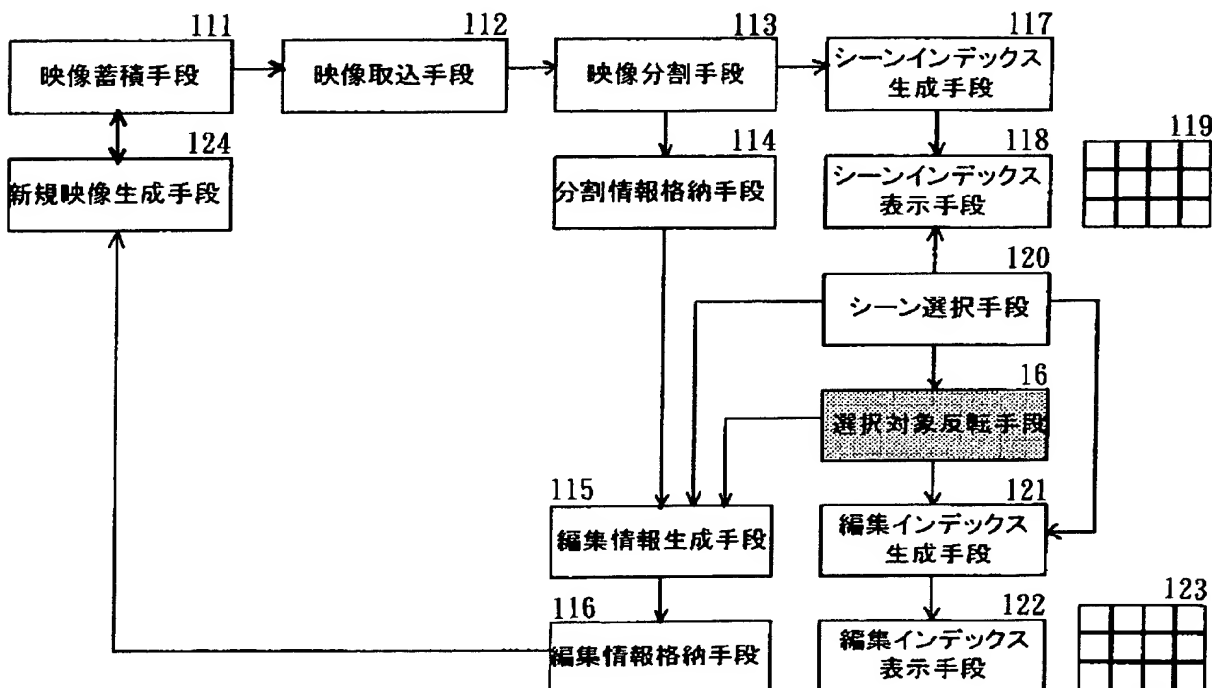 111
映像蓄積手段
112
映像取込手段
113
映像分割手段
117
シーンインデックス
生成手段
124
新規映像生成手段
114
分割情報格納手段
118
シーンインデックス
表示手段
119
120
シーン選択手段
16
選択対象反転手段
115
編集情報生成手段
121
編集インデックス
生成手段
116
編集情報格納手段
122
編集インデックス
表示手段
123